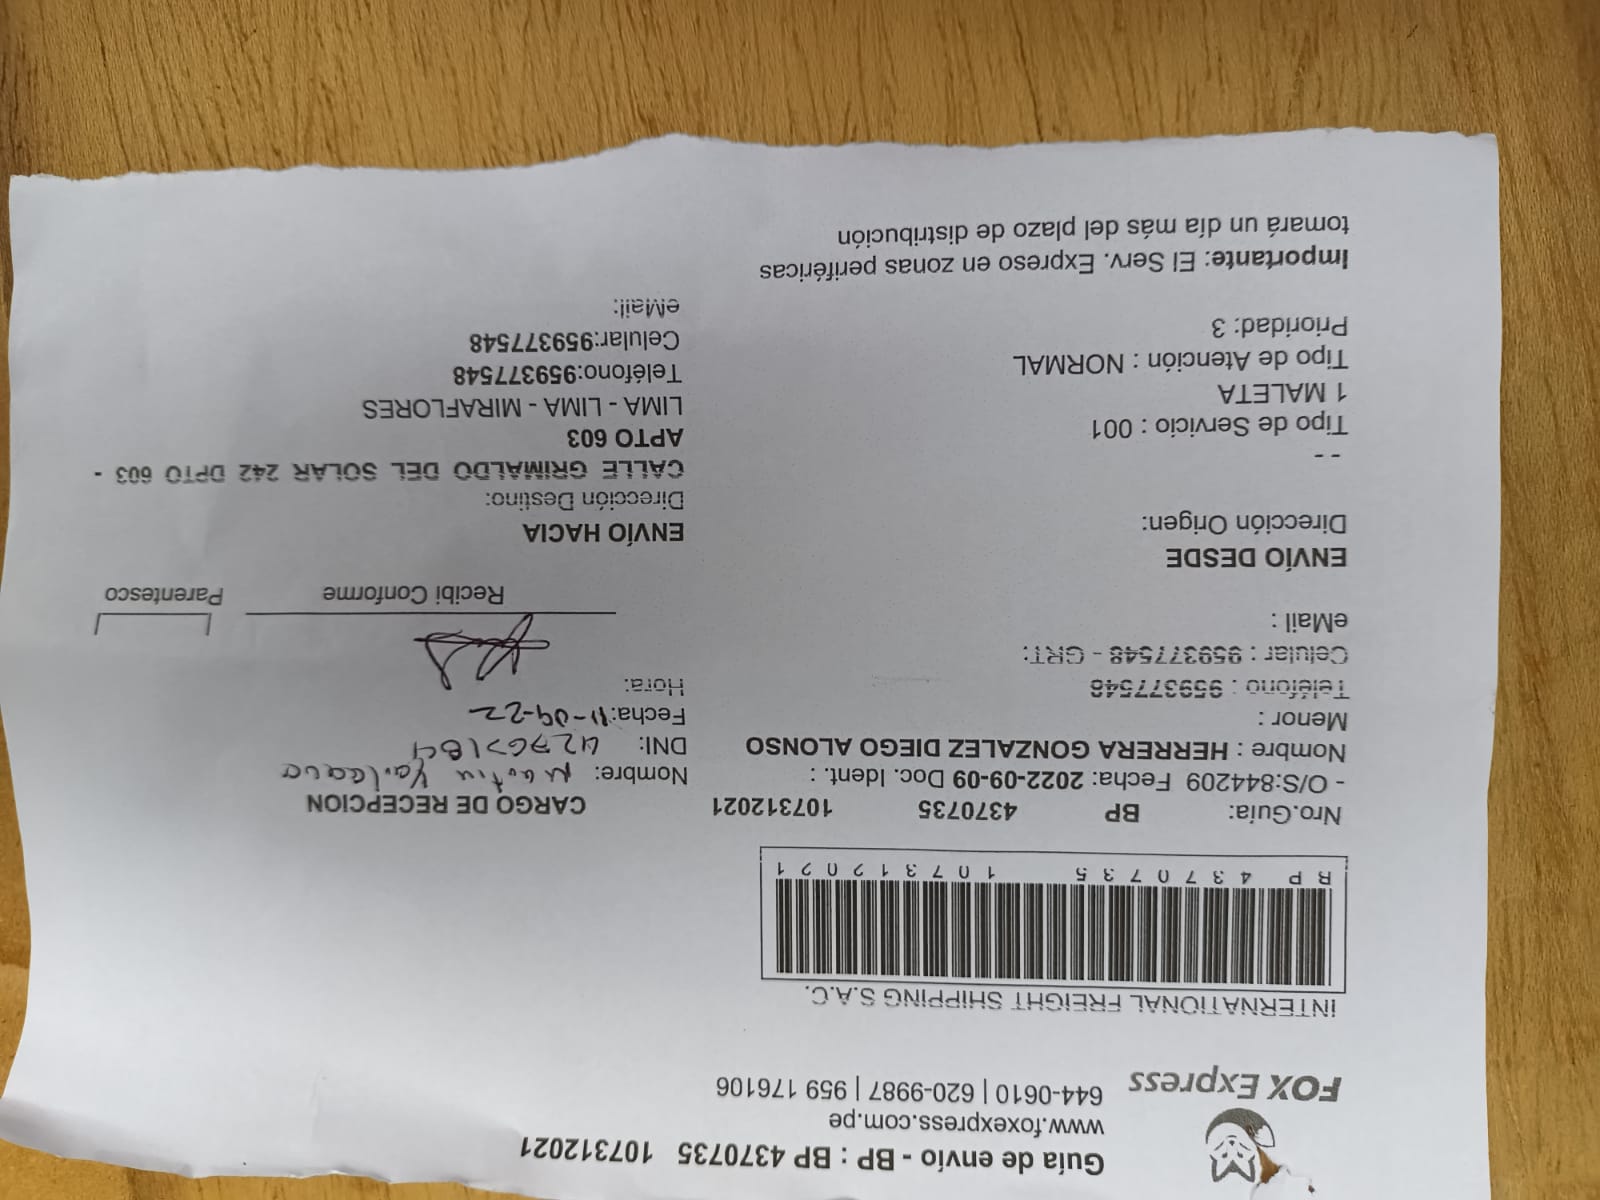 Guía de envío - BP : BP 4370735 107312021
www.foxexpress.com.pe
644-0610 | 620-9987 | 959 176106
FOX Express
INTERNATIONAL FREIGHT SHIPPING S.A.C.
B P 4 3 7 0 7 3 5 1 0 7 3 1 2 0 2 1
Nro.Guía: BP 4370735 107312021
- O/S:844209 Fecha: 2022-09-09 Doc. Ident. :
Nombre : HERRERA GONZALEZ DIEGO ALONSO
Menor :
Teléfono : 959377548
Celular : 959377548 - GRT:
eMail :
ENVÍO DESDE
Dirección Origen:
- -
Tipo de Servicio : 001
1 MALETA
Tipo de Atención : NORMAL
Prioridad: 3
Importante: El Serv. Expreso en zonas periféricas
tomará un día más del plazo de distribución
CARGO DE RECEPCION
Nombre: Martin
DNI:
Fecha: 11-09-22
Hora:
Recibi Conforme Parentesco
ENVÍO HACIA
Dirección Destino:
CALLE GRIMALDO DEL SOLAR 242 DPTO 603 -
APTO 603
LIMA - LIMA - MIRAFLORES
Teléfono:959377548
Celular:959377548
eMail: